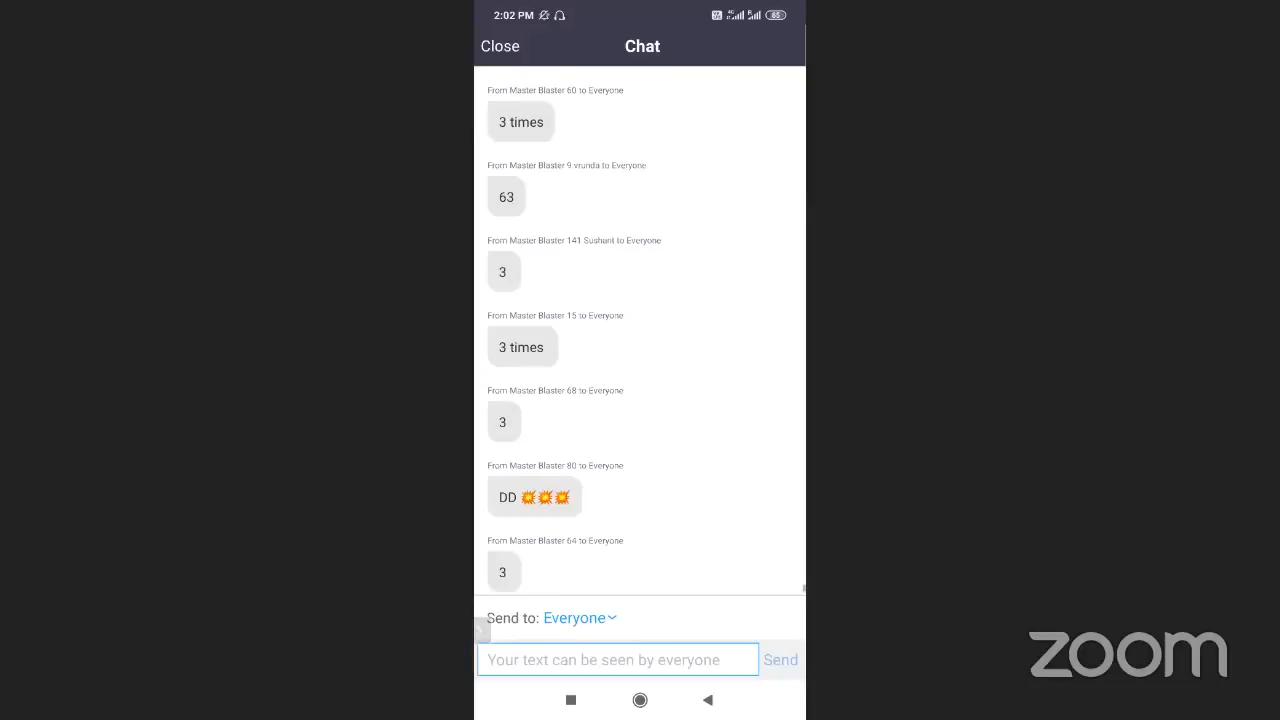 2:02 PM
65
Close
Chat
From Master Blaster 60 to Everyone
3 times
From Master Blaster 9 vrunda to Everyone
63
From Master Blaster 141 Sushant to Everyone
3
From Master Blaster 15 to Everyone
3 times
From Master Blaster 68 to Everyone
3
From Master Blaster 80 to Everyone
DD 💥💥💥
From Master Blaster 64 to Everyone
3
Send to: Everyone
Your text can be seen by everyone
Send
zoom